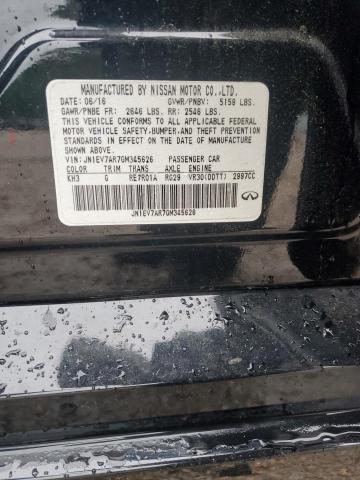 MANUFACTURED BY NISSAN MOTOR CO.,LTD.
DATE: 06/16 GVWR/PNBV: 5158 LBS.
GAWR/PNBE FR: 2646 LBS. RR: 2546 LBS.
THIS VEHICLE CONFORMS TO ALL APPLICABLE FEDERAL
MOTOR VEHICLE SAFETY,BUMPER,AND THEFT PREVENTION
STANDARDS IN EFFECT ON THE DATE OF MANUFACTURE
SHOWN ABOVE.
VIN: JN1EV7AR7GM345626 PASSENGER CAR
COLOR TRIM TRANS AXLE ENGINE
KH3 G RE7R01A RG29 VR30(DDTT) 2997CC
JN1EV7AR7GM345626